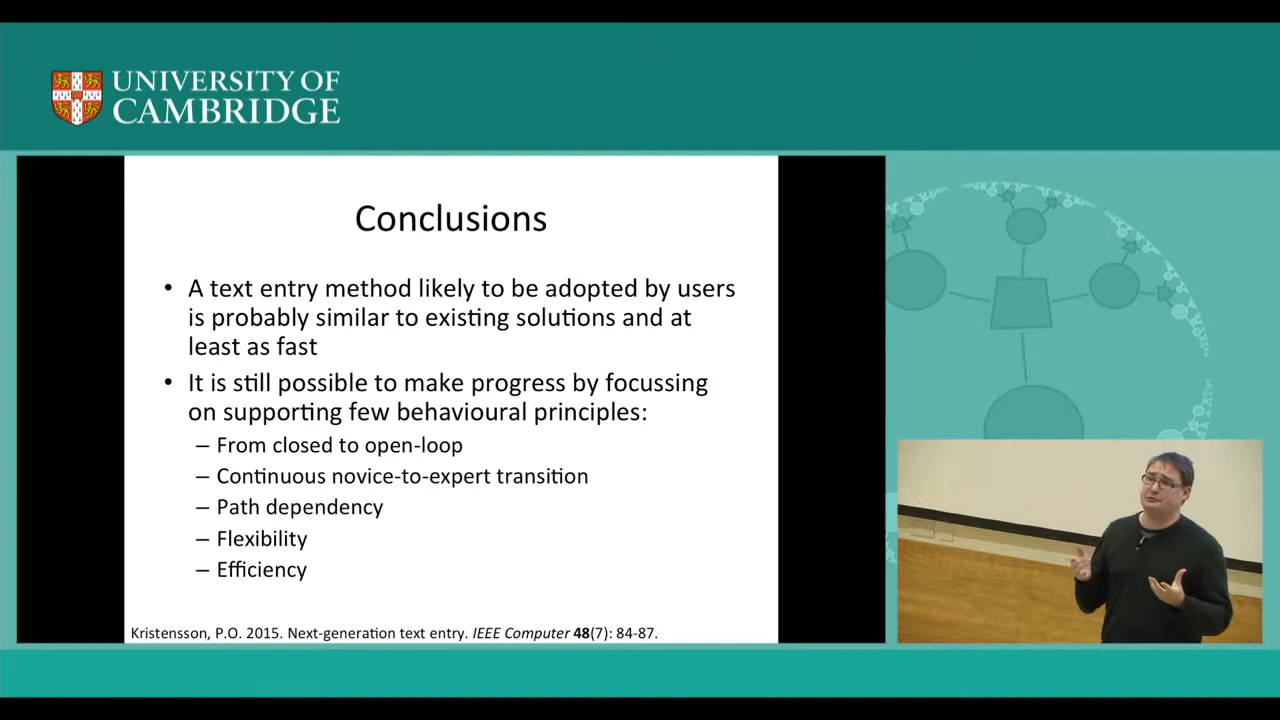 UNIVERSITY OF
CAMBRIDGE
Conclusions
• A text entry method likely to be adopted by users
is probably similar to existing solutions and at
least as fast
• It is still possible to make progress by focussing
on supporting few behavioural principles:
– From closed to open-loop
– Continuous novice-to-expert transition
– Path dependency
– Flexibility
– Efficiency
Kristensson, P.O. 2015. Next-generation text entry. IEEE Computer 48(7): 84-87.